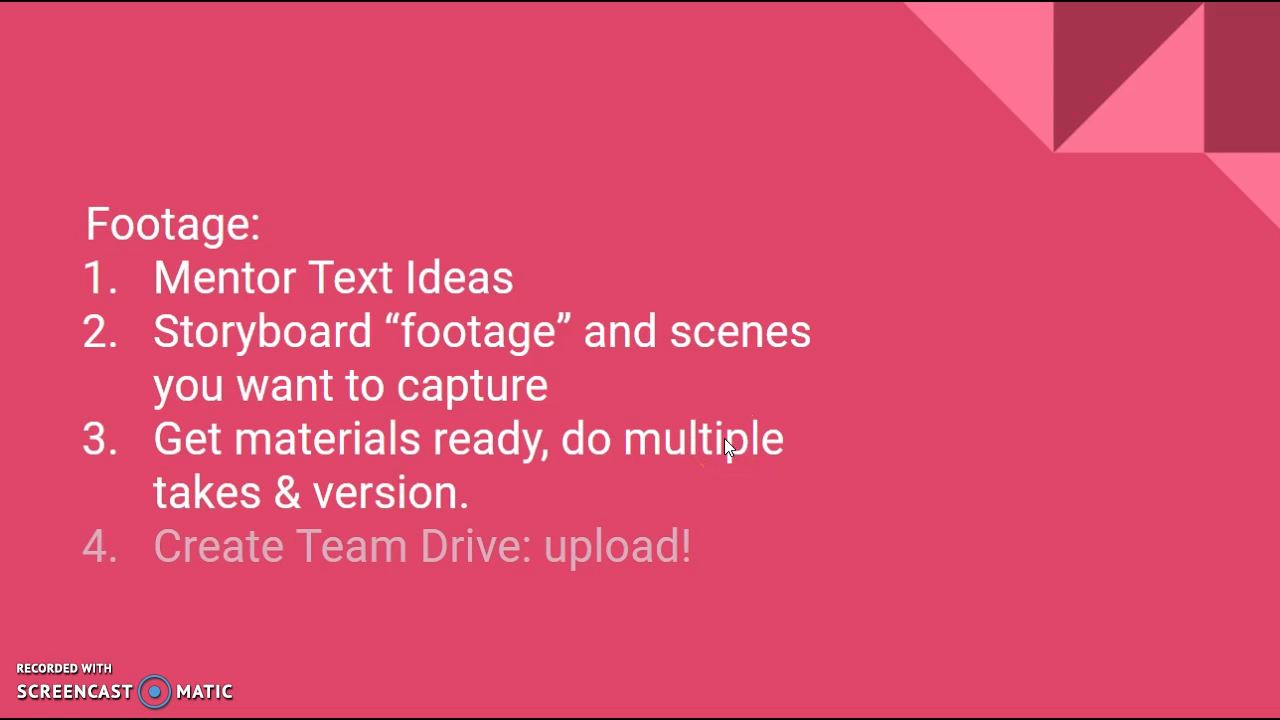 Footage:
1. Mentor Text Ideas
2. Storyboard “footage” and scenes
you want to capture
3. Get materials ready, do multiple
takes & version.
4. Create Team Drive: upload!
RECORDED WITH
SCREENCAST MATIC